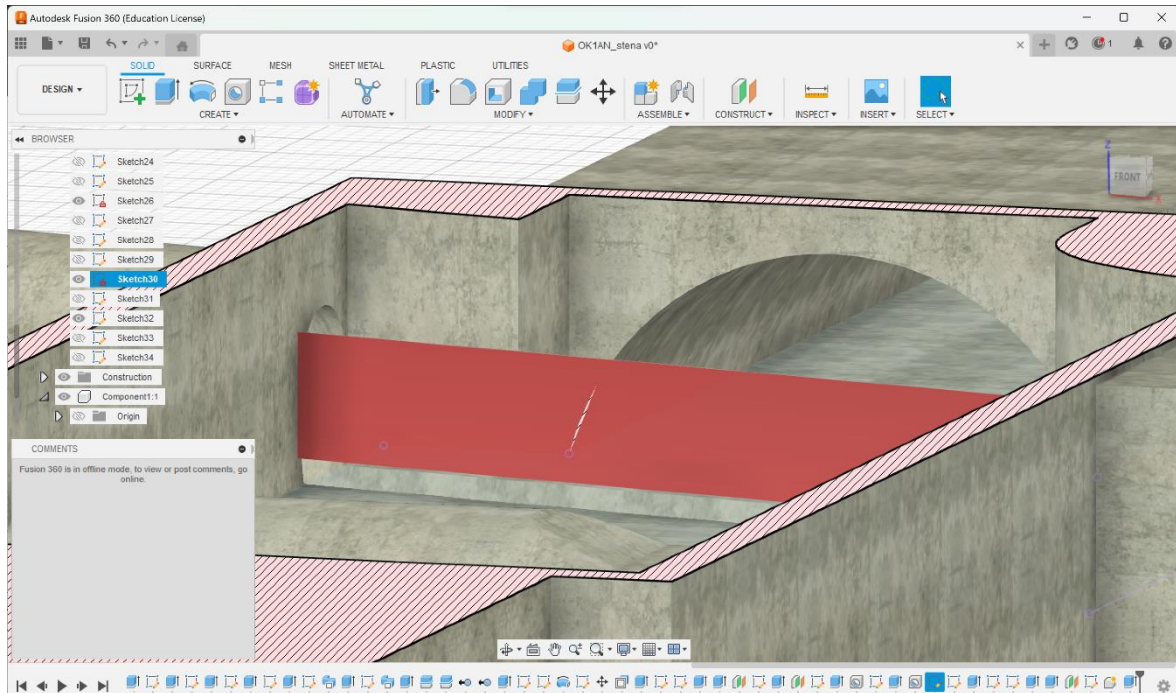 Autodesk Fusion 360 (Education License)
OK1AN_stena v0*
1
SOLID SURFACE MESH SHEET METAL PLASTIC UTILITIES
DESIGN
CREATE AUTOMATE MODIFY ASSEMBLE CONSTRUCT INSPECT INSERT SELECT
BROWSER
Sketch24
Sketch25
Sketch26
Sketch27
Sketch28
Sketch29
Sketch30
Sketch31
Sketch32
Sketch33
Sketch34
Construction
Component1:1
Origin
Z
FRONT
X
COMMENTS
Fusion 360 is in offline mode, to view or post comments, go
online.